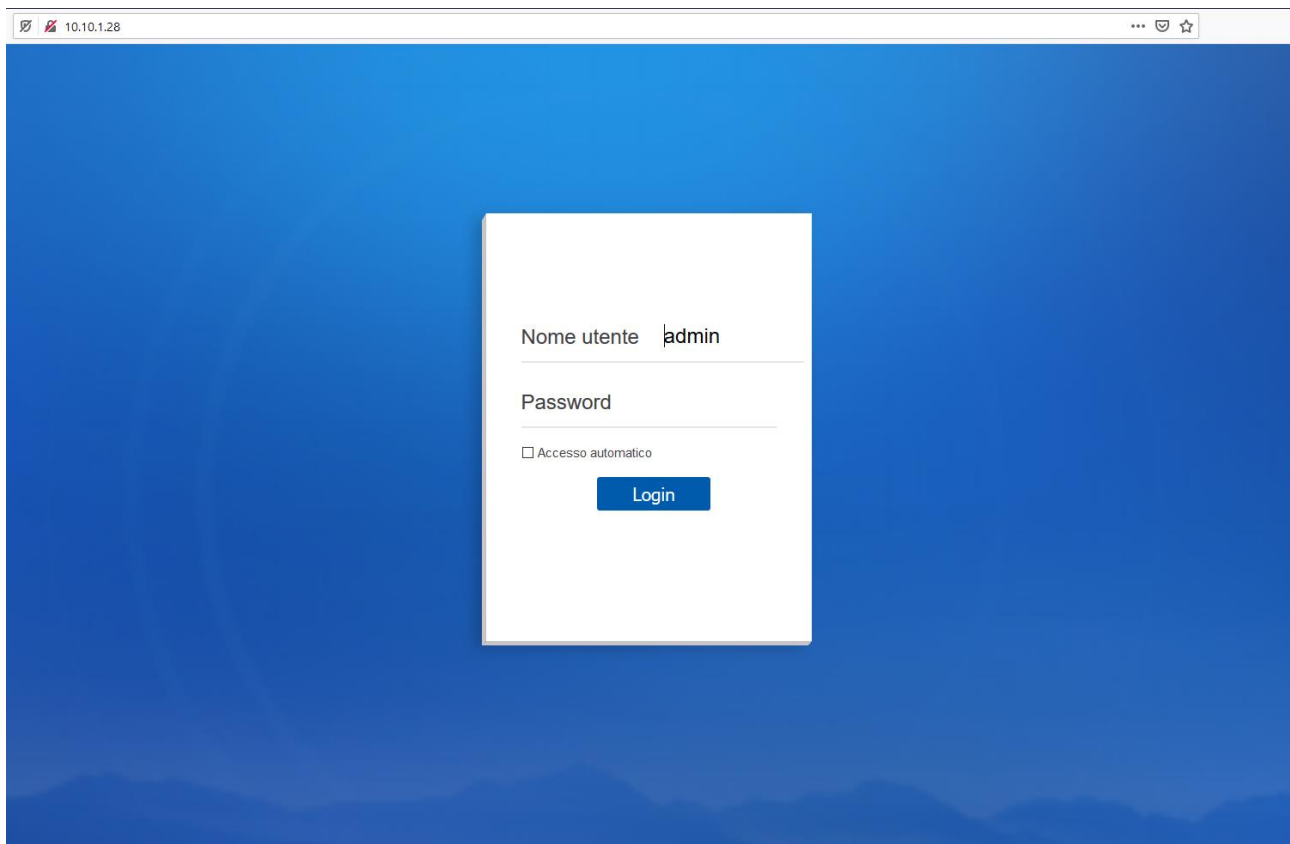 10.10.1.28
Nome utente admin
Password
Accesso automatico
Login